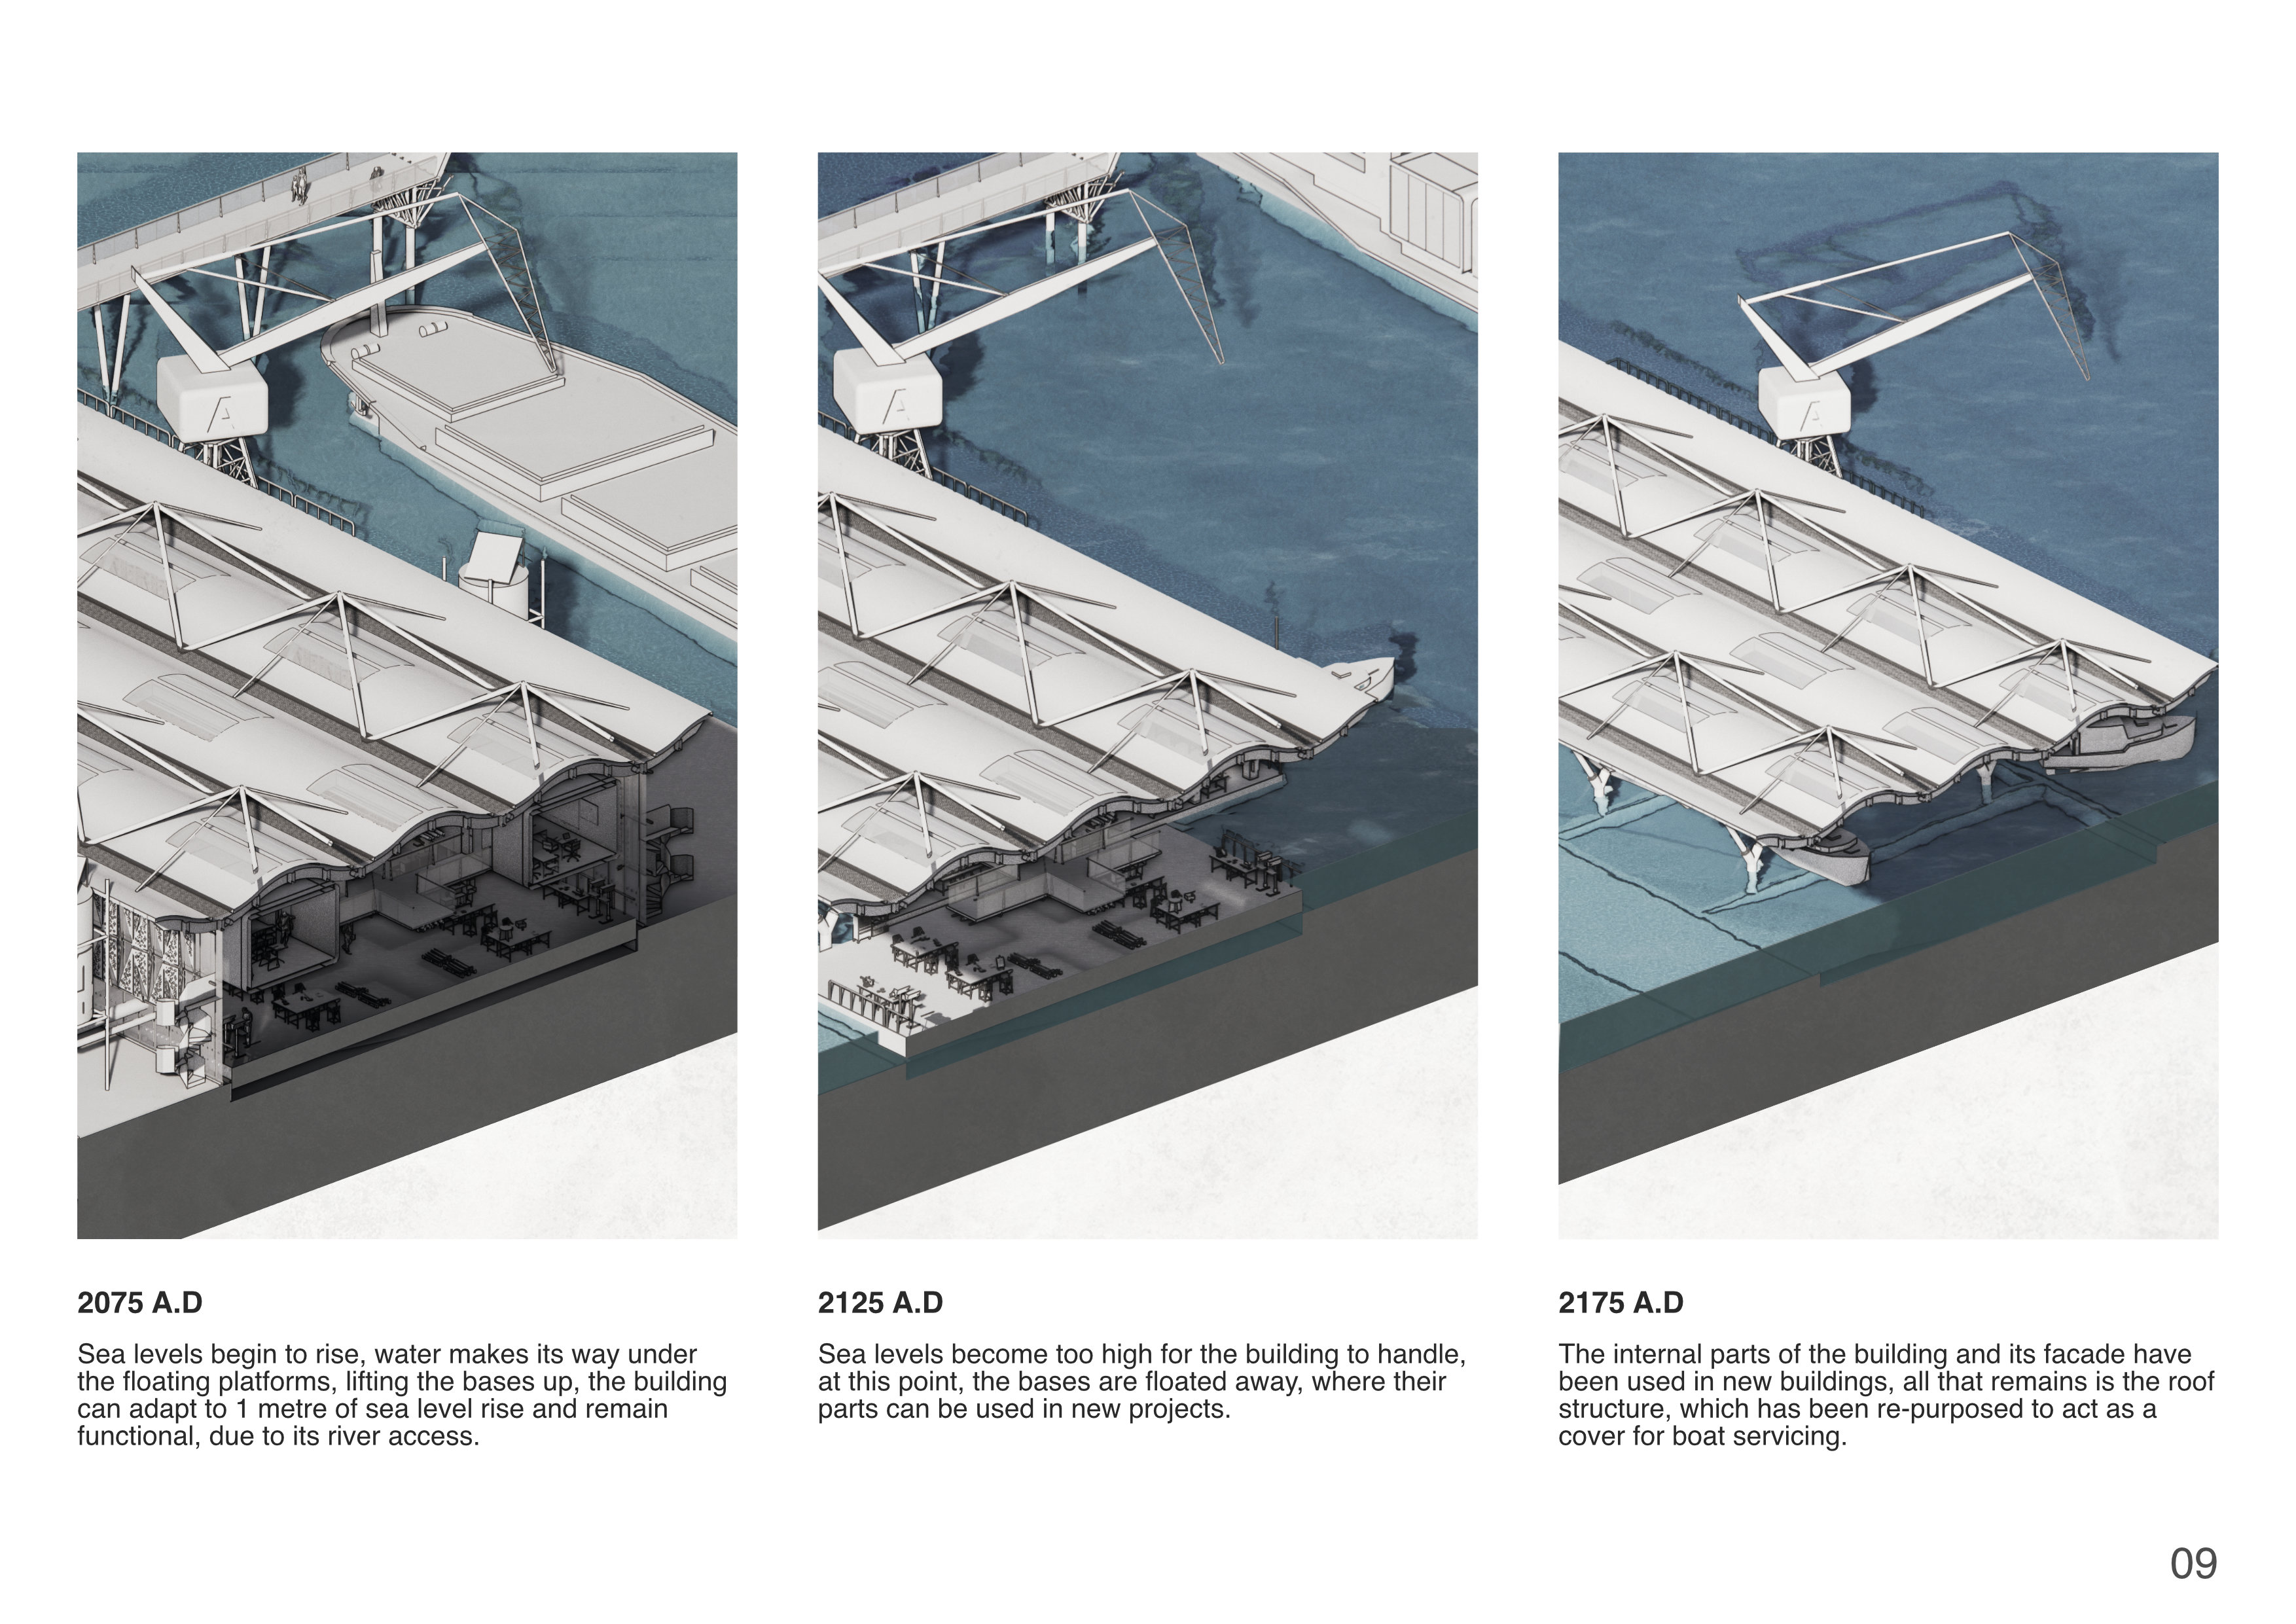 A
A
A
2075 A.D
Sea levels begin to rise, water makes its way under
the floating platforms, lifting the bases up, the building
can adapt to 1 metre of sea level rise and remain
functional, due to its river access.
2125 A.D
Sea levels become too high for the building to handle,
at this point, the bases are floated away, where their
parts can be used in new projects.
2175 A.D
The internal parts of the building and its facade have
been used in new buildings, all that remains is the roof
structure, which has been re-purposed to act as a
cover for boat servicing.
09